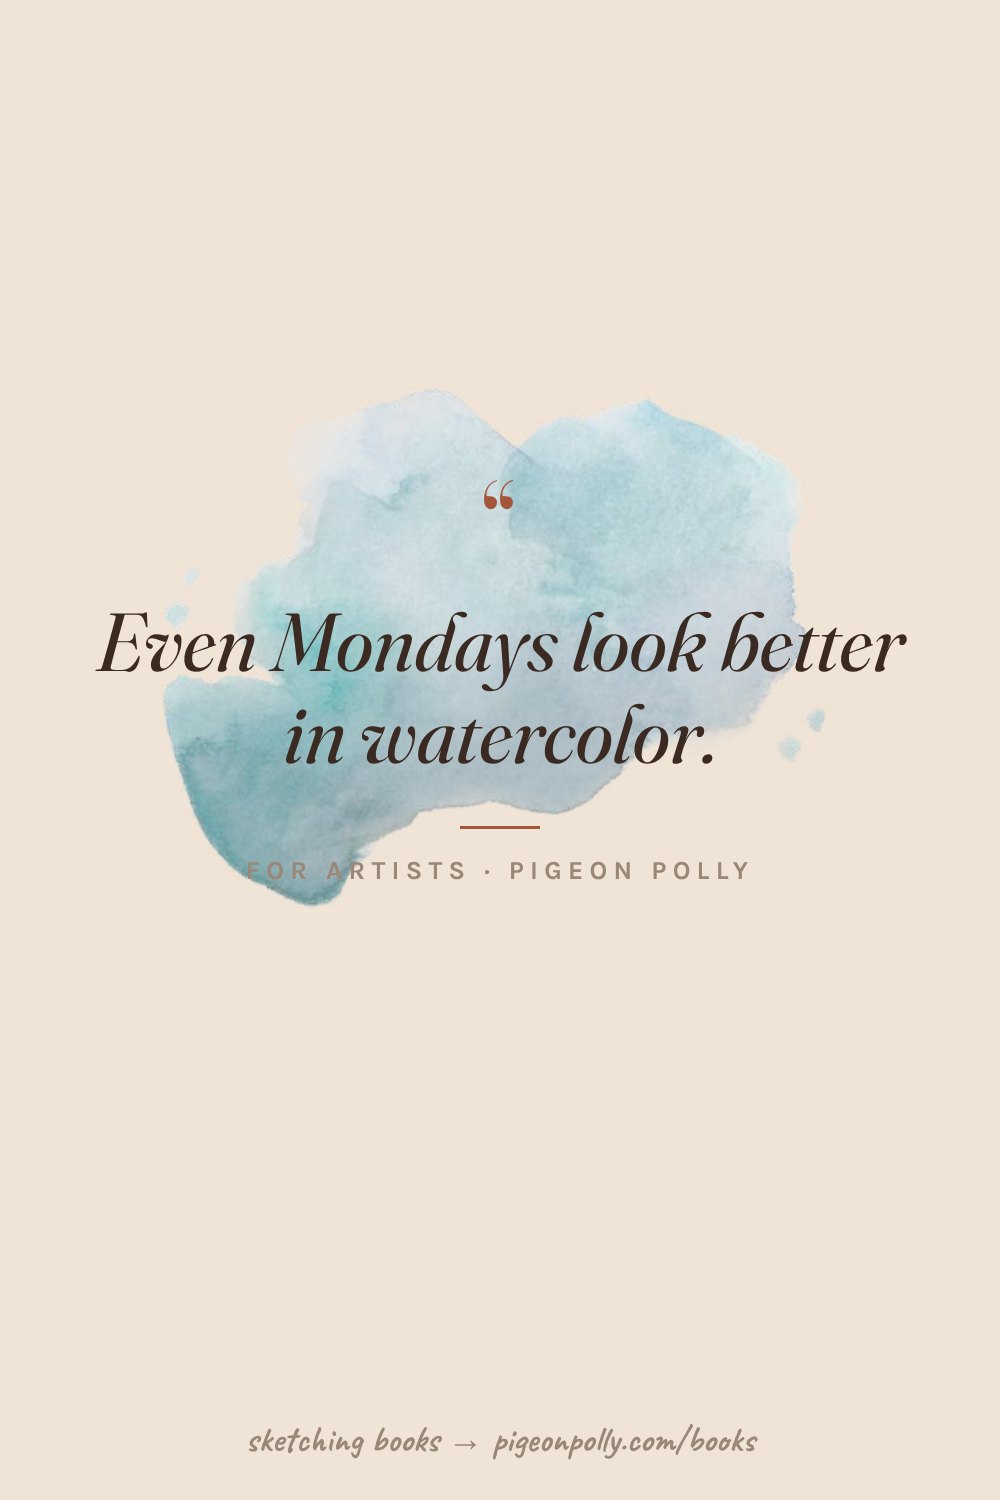 “
Even Mondays look better
in watercolor.
FOR ARTISTS · PIGEON POLLY
sketching books → pigeonpolly.com/books